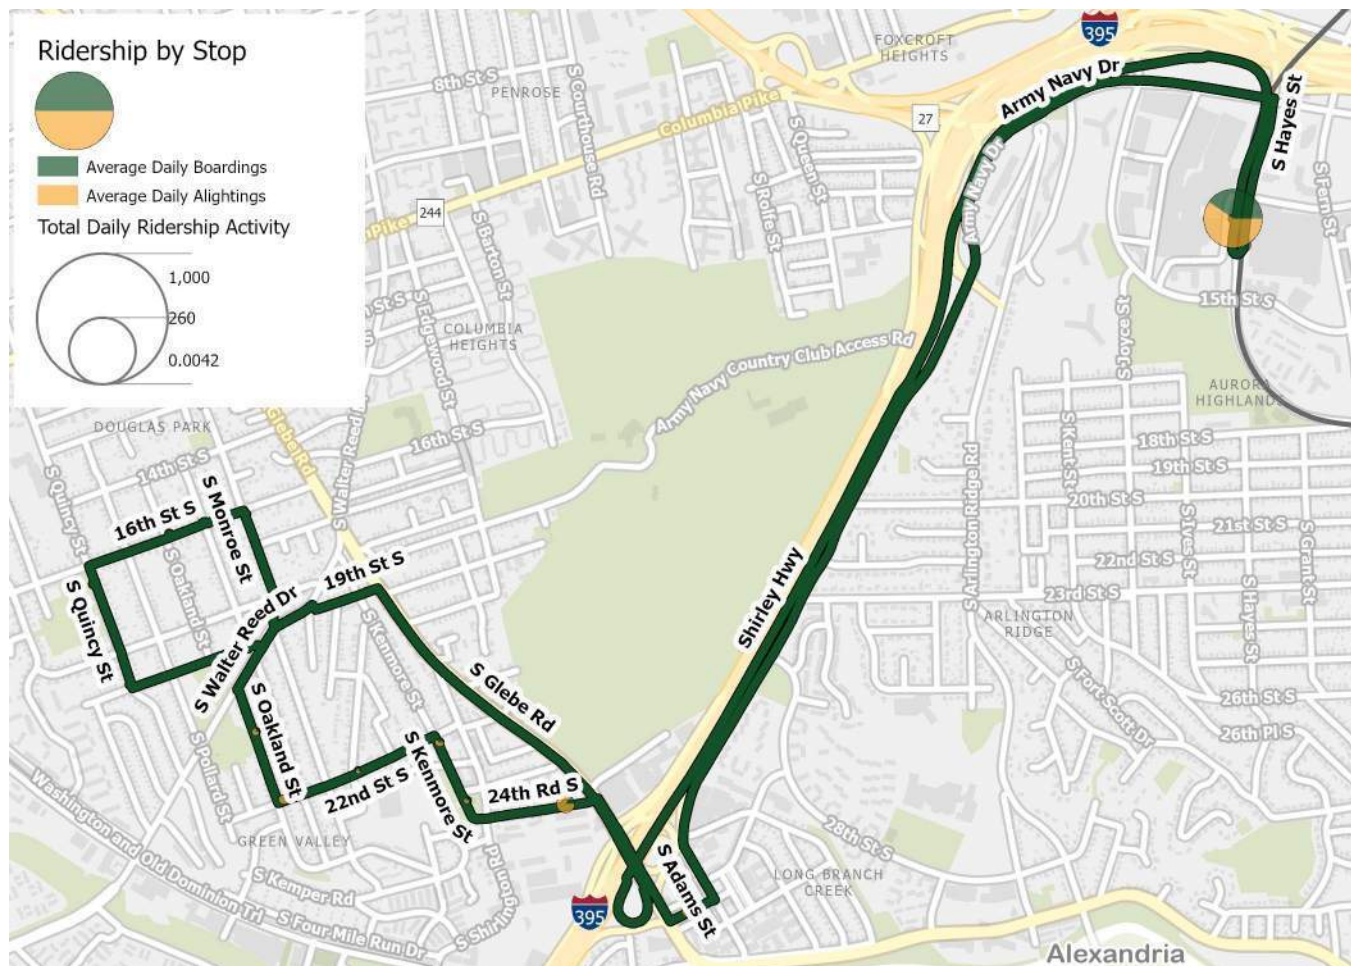 Ridership by Stop
Average Daily Boardings
Average Daily Alightings
Total Daily Ridership Activity
1,000
260
0.0042
395
FOXCROFT
HEIGHTS
8th St S
PENROSE
S Courthouse Rd
Columbia Pike
27
Army Navy Dr
S Hayes St
S Queen St
S Rolfe St
Army Navy Dr
S Fern St
244
nPike
S Barton St
15th St S
S Edgewood St
COLUMBIA
HEIGHTS
S Joyce St
Army Navy Country Club Access Rd
AURORA
HIGHLANDS
S Glebe Rd
S Walter Reed
DOUGLAS PARK
16th St S
14th St S
S Quincy St
S Kent St
18th St S
19th St S
20th St S
S Arlington Ridge Rd
S Monroe St
16th St S
21st St S
S Ives St
S Grant St
22nd St S
S Oakland St
19th St S
S Quincy St
S Walter Reed Dr
S Kenmore St
Shirley Hwy
23rd St S
S Hayes St
ARLINGTON
RIDGE
S Glebe Rd
S Oakland St
S Fort Scott Dr
26th St S
26th Pl S
S Pollard St
22nd St S
S Kenmore St
24th Rd S
Washington and Old Dominion Trl
GREEN VALLEY
28th St S
S Adams St
LONG BRANCH
CREEK
S Kemper Rd
S Four Mile Run Dr
395
Alexandria